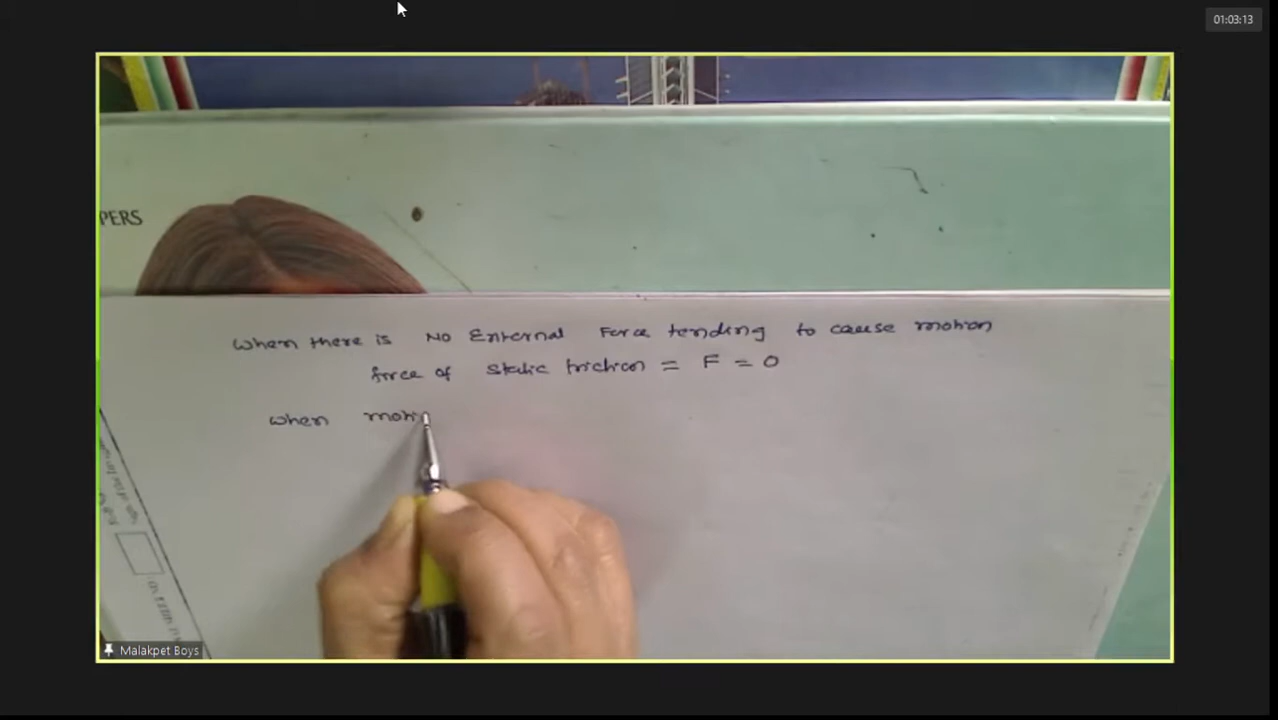 01:03:13
PERS
When there is No External Force tending to cause motion
force of static friction = F = 0
when motio
Malakpet Boys